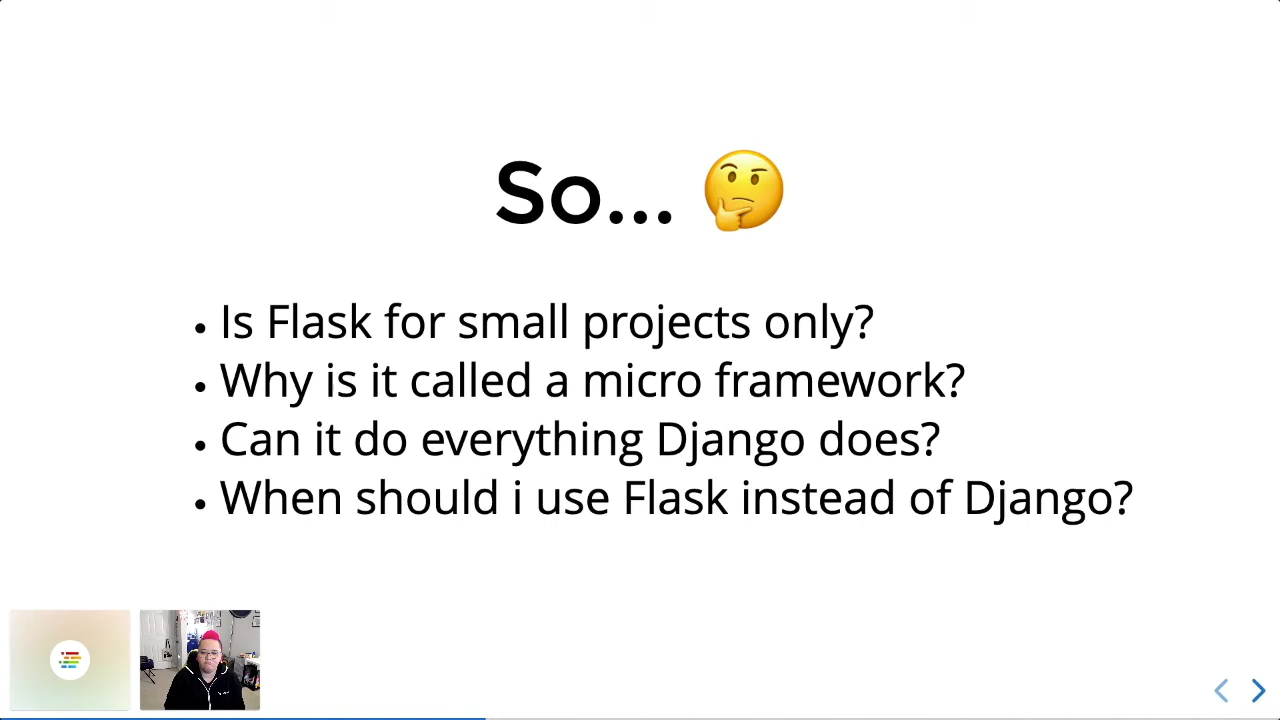 So... 🤔
Is Flask for small projects only?
Why is it called a micro framework?
Can it do everything Django does?
When should i use Flask instead of Django?